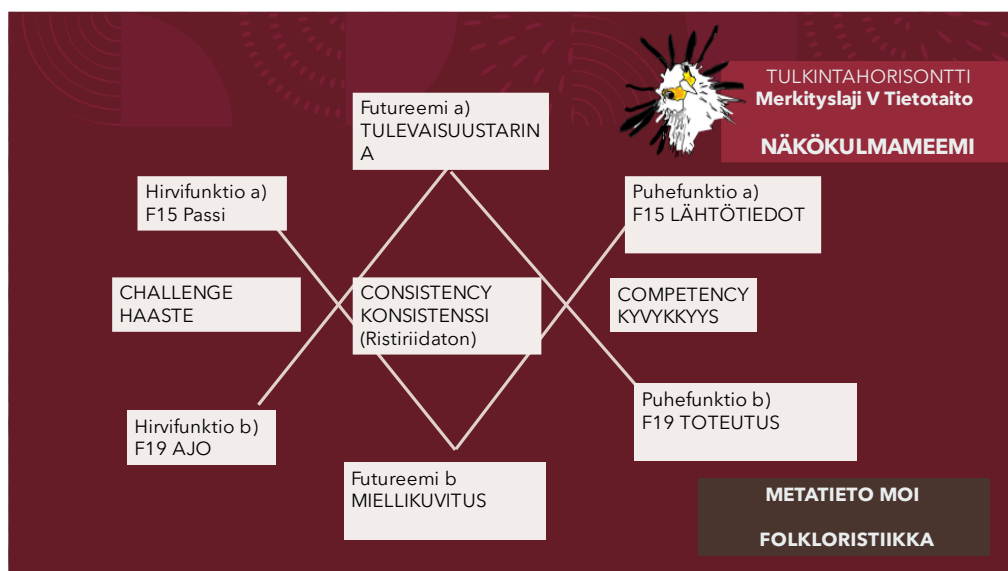 TULKINTAHORISONTTI
Merkityslaji V Tietotaito
NÄKÖKULMAMEEMI
Futureemi a)
TULEVAISUUSTARIN
A
Hirvifunktio a)
F15 Passi
Puhefunktio a)
F15 LÄHTÖTIEDOT
CHALLENGE
HAASTE
CONSISTENCY
KONSISTENSSI
(Ristiriidaton)
COMPETENCY
KYVYKKYYS
Hirvifunktio b)
F19 AJO
Puhefunktio b)
F19 TOTEUTUS
Futureemi b
MIELLIKUVITUS
METATIETO MOI
FOLKLORISTIIKKA